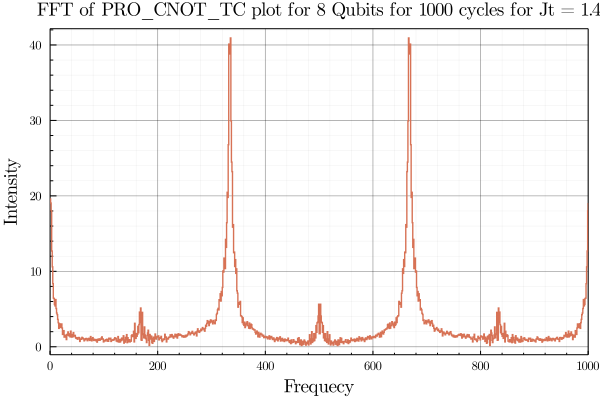 FFT of PRO_CNOT_TC plot for 8 Qubits for 1000 cycles for Jt = 1.4
40
30
20
10
0
Intensity
0 200 400 600 800 1000
Frequecy